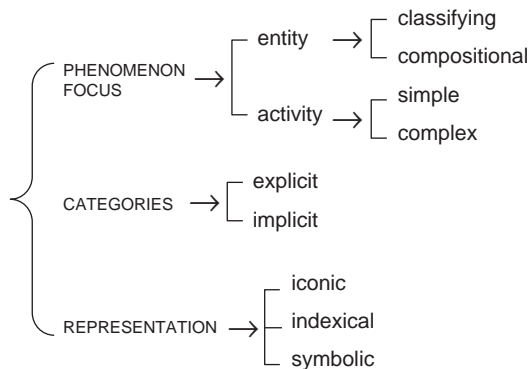 classifying
entity
compositional
PHENOMENON
FOCUS
simple
activity
complex
explicit
CATEGORIES
implicit
iconic
REPRESENTATION
indexical
symbolic